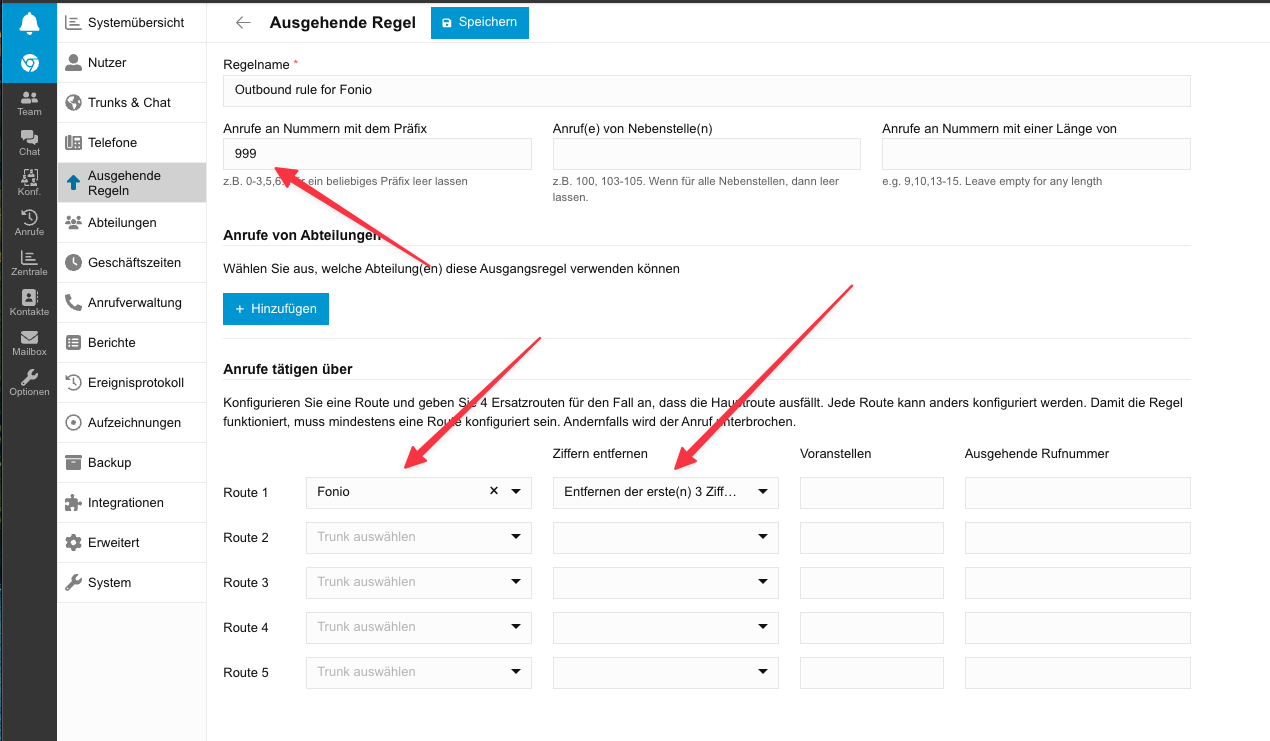 Systemübersicht
Ausgehende Regel
Speichern
Nutzer
Trunks & Chat
Telefone
Ausgehende
Regeln
Abteilungen
Geschäftszeiten
Anrufverwaltung
Berichte
Ereignisprotokoll
Aufzeichnungen
Backup
Integrationen
Erweitert
System
Team
Chat
Konf.
Anrufe
Zentrale
Kontakte
Mailbox
Optionen
Regelname *
Outbound rule for Fonio
Anrufe an Nummern mit dem Präfix
Anruf(e) von Nebenstelle(n)
Anrufe an Nummern mit einer Länge von
999
z.B. 0-3,5,6. ein beliebiges Präfix leer lassen
z.B. 100, 103-105. Wenn für alle Nebenstellen, dann leer
lassen.
e.g. 9,10,13-15. Leave empty for any length
Anrufe von Abteilungen
Wählen Sie aus, welche Abteilung(en) diese Ausgangsregel verwenden können
+ Hinzufügen
Anrufe tätigen über
Konfigurieren Sie eine Route und geben Sie 4 Ersatzrouten für den Fall an, dass die Hauptroute ausfällt. Jede Route kann anders konfiguriert werden. Damit die Regel
funktioniert, muss mindestens eine Route konfiguriert sein. Andernfalls wird der Anruf unterbrochen.
Ziffern entfernen
Voranstellen
Ausgehende Rufnummer
Route 1
Fonio
Entfernen der erste(n) 3 Ziff...
Route 2
Trunk auswählen
Route 3
Trunk auswählen
Route 4
Trunk auswählen
Route 5
Trunk auswählen